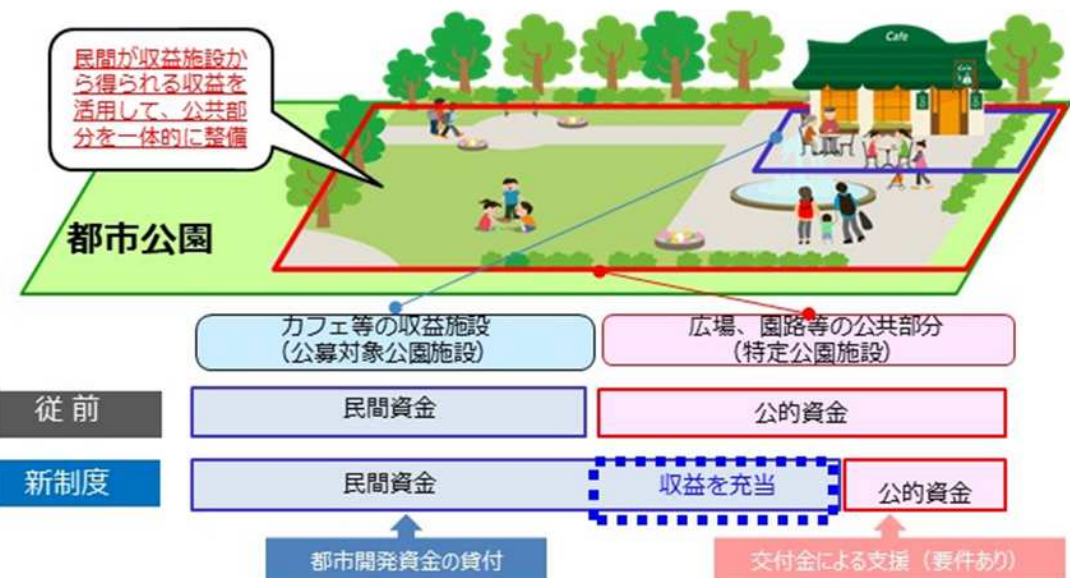 民間が収益施設か
ら得られる収益を
活用して、公共部
分を一体的に整備
Cafe
都市公園
カフェ等の収益施設
（公募対象公園施設）
広場、園路等の公共部分
（特定公園施設）
従 前
民間資金
公的資金
新制度
民間資金
収益を充当
公的資金
都市開発資金の貸付
交付金による支援（要件あり）